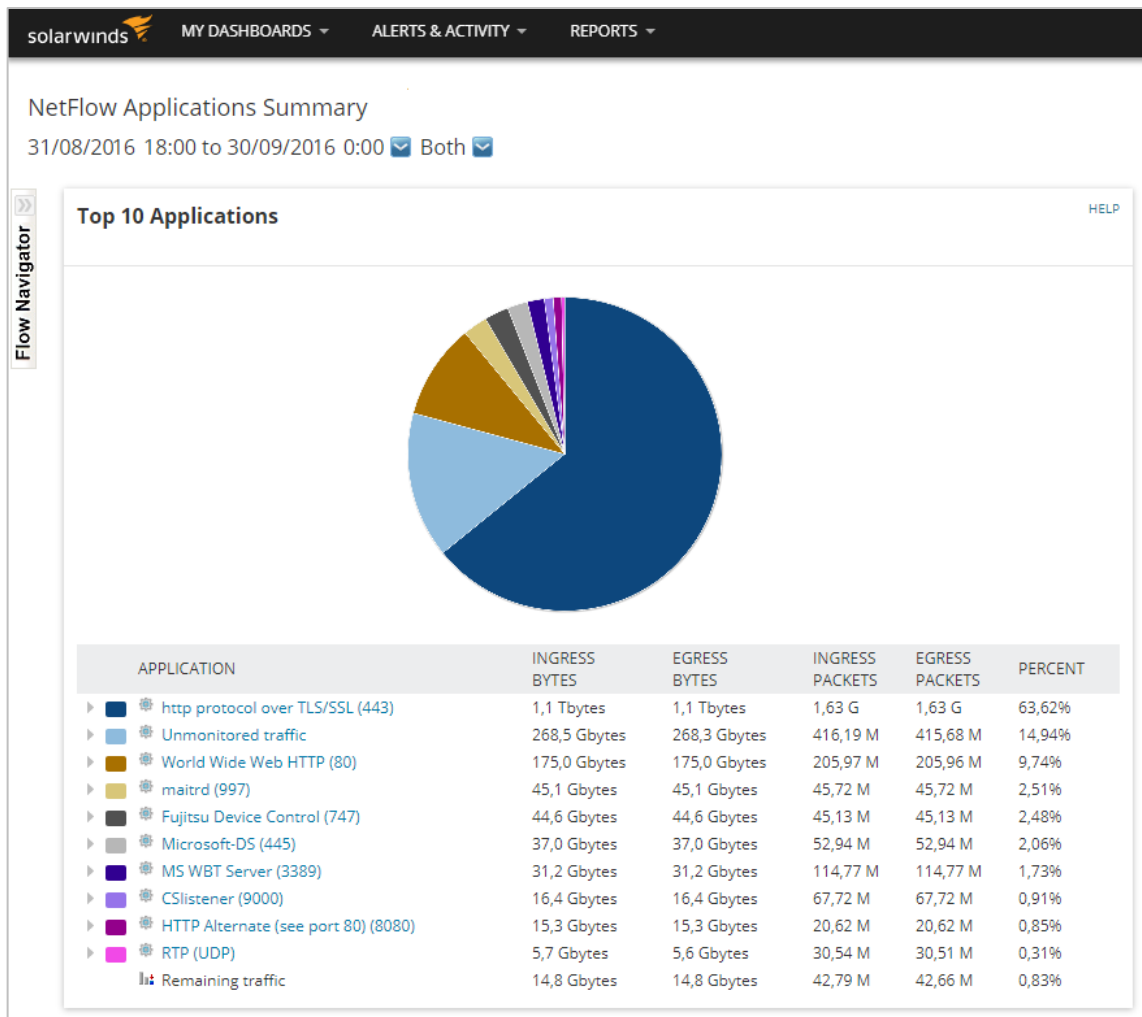 solarwinds MY DASHBOARDS ALERTS & ACTIVITY REPORTS
NetFlow Applications Summary
31/08/2016 18:00 to 30/09/2016 0:00 Both
Flow Navigator
Top 10 Applications HELP
APPLICATION INGRESS BYTES EGRESS BYTES INGRESS PACKETS EGRESS PACKETS PERCENT
http protocol over TLS/SSL (443) 1,1 Tbytes 1,1 Tbytes 1,63 G 1,63 G 63,62%
Unmonitored traffic 268,5 Gbytes 268,3 Gbytes 416,19 M 415,68 M 14,94%
World Wide Web HTTP (80) 175,0 Gbytes 175,0 Gbytes 205,97 M 205,96 M 9,74%
maitrd (997) 45,1 Gbytes 45,1 Gbytes 45,72 M 45,72 M 2,51%
Fujitsu Device Control (747) 44,6 Gbytes 44,6 Gbytes 45,13 M 45,13 M 2,48%
Microsoft-DS (445) 37,0 Gbytes 37,0 Gbytes 52,94 M 52,94 M 2,06%
MS WBT Server (3389) 31,2 Gbytes 31,2 Gbytes 114,77 M 114,77 M 1,73%
CSlistener (9000) 16,4 Gbytes 16,4 Gbytes 67,72 M 67,72 M 0,91%
HTTP Alternate (see port 80) (8080) 15,3 Gbytes 15,3 Gbytes 20,62 M 20,62 M 0,85%
RTP (UDP) 5,7 Gbytes 5,6 Gbytes 30,54 M 30,51 M 0,31%
Remaining traffic 14,8 Gbytes 14,8 Gbytes 42,79 M 42,66 M 0,83%